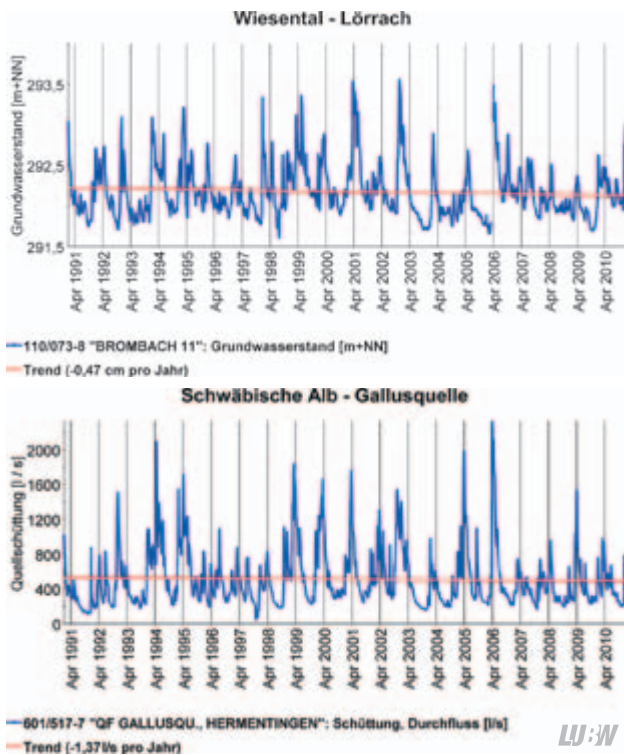 Wiesental - Lörrach
Grundwasserstand [m+NN]
293.5
292.5
291.5
Apr 1991
Apr 1992
Apr 1993
Apr 1994
Apr 1995
Apr 1996
Apr 1997
Apr 1998
Apr 1999
Apr 2000
Apr 2001
Apr 2002
Apr 2003
Apr 2004
Apr 2005
Apr 2006
Apr 2007
Apr 2008
Apr 2009
Apr 2010
110/073-8 "BROMBACH 11": Grundwasserstand [m+NN]
Trend (-0,47 cm pro Jahr)
Schwäbische Alb - Gallusquelle
Quellschüttung [l / s]
2000
1600
1200
800
400
0
Apr 1991
Apr 1992
Apr 1993
Apr 1994
Apr 1995
Apr 1996
Apr 1997
Apr 1998
Apr 1999
Apr 2000
Apr 2001
Apr 2002
Apr 2003
Apr 2004
Apr 2005
Apr 2006
Apr 2007
Apr 2008
Apr 2009
Apr 2010
601/517-7 "QF GALLUSQU., HERMENTINGEN": Schüttung, Durchfluss [l/s]
Trend (-1,37l/s pro Jahr)
LUBW